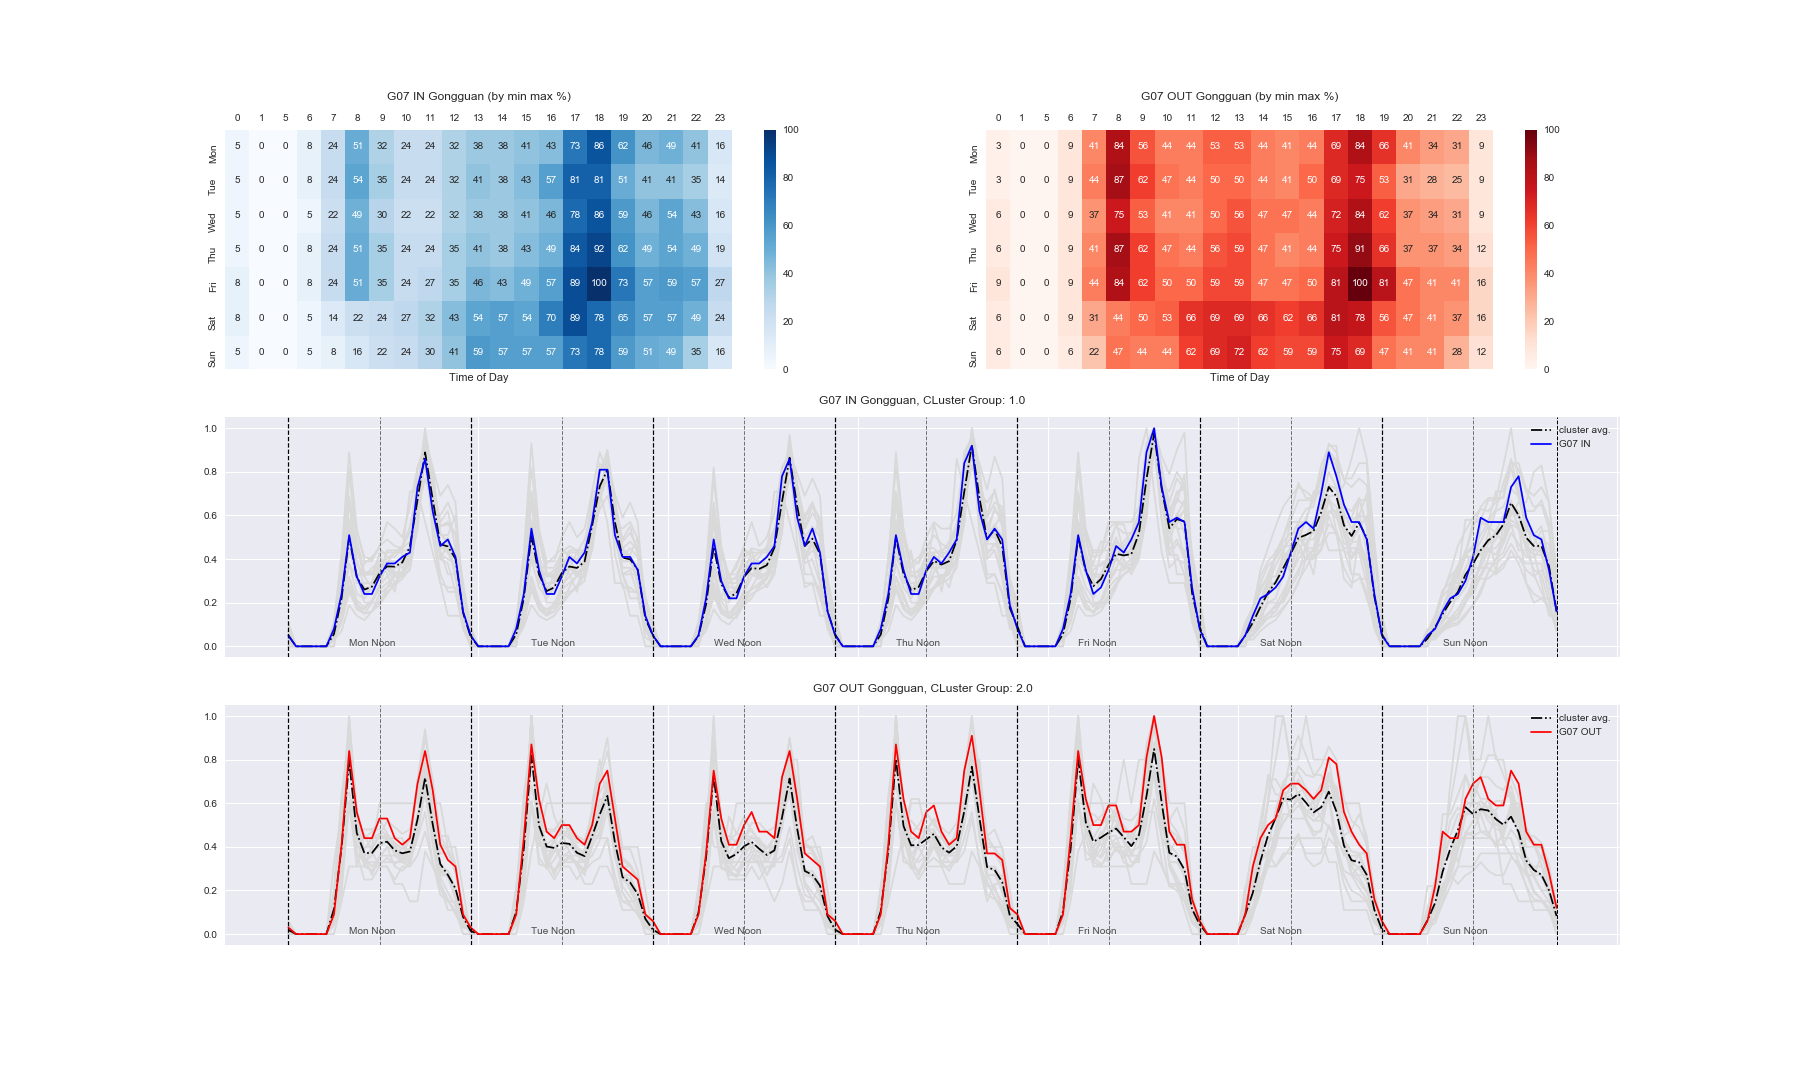 G07 IN Gongguan (by min max %)
0 1 5 6 7 8 9 10 11 12 13 14 15 16 17 18 19 20 21 22 23
Mon 5 0 0 8 24 51 32 24 24 32 38 38 41 43 73 86 62 46 49 41 16
Tue 5 0 0 8 24 54 35 24 24 32 41 38 43 57 81 81 51 41 41 35 14
Wed 5 0 0 5 22 49 30 22 22 32 38 38 41 46 78 86 59 46 54 43 16
Thu 5 0 0 8 24 51 35 24 24 35 41 38 43 49 84 92 62 49 54 49 19
Fri 8 0 0 8 24 51 35 24 27 35 46 43 49 57 89 100 73 57 59 57 27
Sat 8 0 0 5 14 22 24 27 32 43 54 57 54 70 89 78 65 57 57 49 24
Sun 5 0 0 5 8 16 22 24 30 41 59 57 57 57 73 78 59 51 49 35 16
Time of Day
100
80
60
40
20
0
G07 OUT Gongguan (by min max %)
0 1 5 6 7 8 9 10 11 12 13 14 15 16 17 18 19 20 21 22 23
Mon 3 0 0 9 41 84 56 44 44 53 53 44 41 44 69 84 66 41 34 31 9
Tue 3 0 0 9 44 87 62 47 44 50 50 44 41 50 69 75 53 31 28 25 9
Wed 6 0 0 9 37 75 53 41 41 50 56 47 47 44 72 84 62 37 34 31 9
Thu 6 0 0 9 41 87 62 47 44 56 59 47 41 44 75 91 66 37 37 34 12
Fri 9 0 0 9 44 84 62 50 50 59 59 47 47 50 81 100 81 47 41 41 16
Sat 6 0 0 9 31 44 50 53 66 69 69 66 62 66 81 78 56 47 41 37 16
Sun 6 0 0 6 22 47 44 44 62 69 72 62 59 59 75 69 47 41 41 28 12
Time of Day
100
80
60
40
20
0
G07 IN Gongguan, CLuster Group: 1.0
1.0
0.8
0.6
0.4
0.2
0.0
cluster avg.
G07 IN
Mon Noon Tue Noon Wed Noon Thu Noon Fri Noon Sat Noon Sun Noon
G07 OUT Gongguan, CLuster Group: 2.0
1.0
0.8
0.6
0.4
0.2
0.0
cluster avg.
G07 OUT
Mon Noon Tue Noon Wed Noon Thu Noon Fri Noon Sat Noon Sun Noon